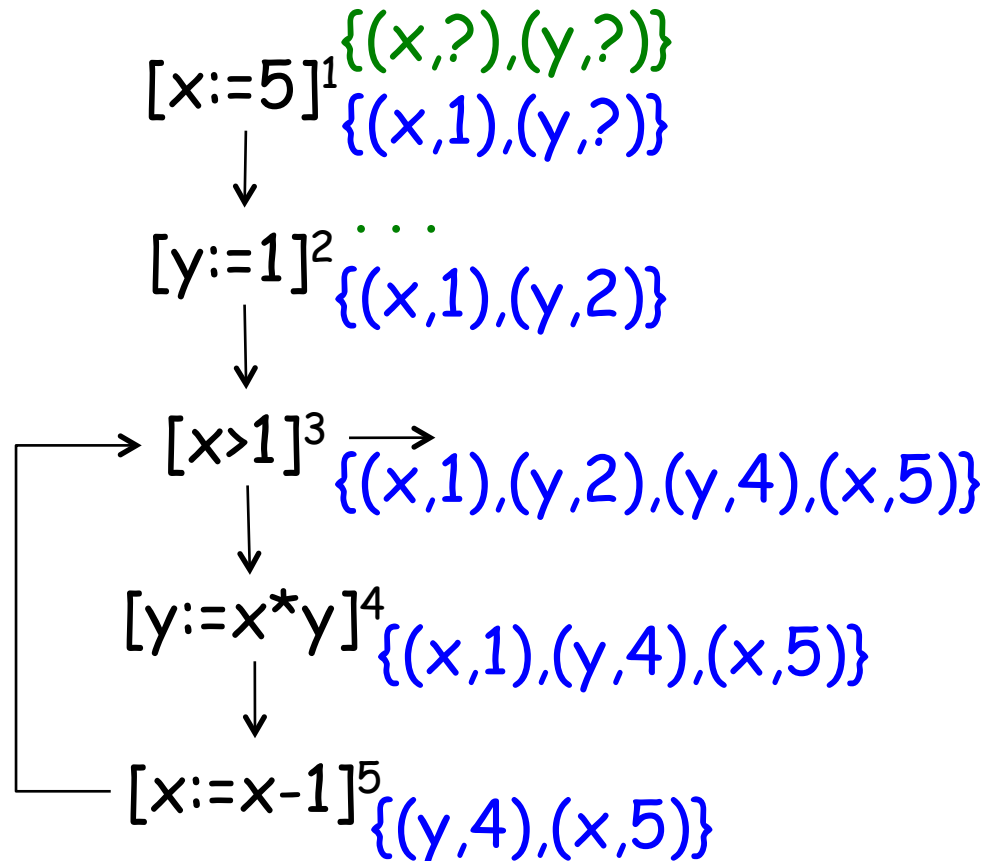 {(x,?),(y,?)}
[x:=5]1
{(x,1),(y,?)}
. . .
[y:=1]2
{(x,1),(y,2)}
[x>1]3
{(x,1),(y,2),(y,4),(x,5)}
[y:=x*y]4
{(x,1),(y,4),(x,5)}
[x:=x-1]5
{(y,4),(x,5)}